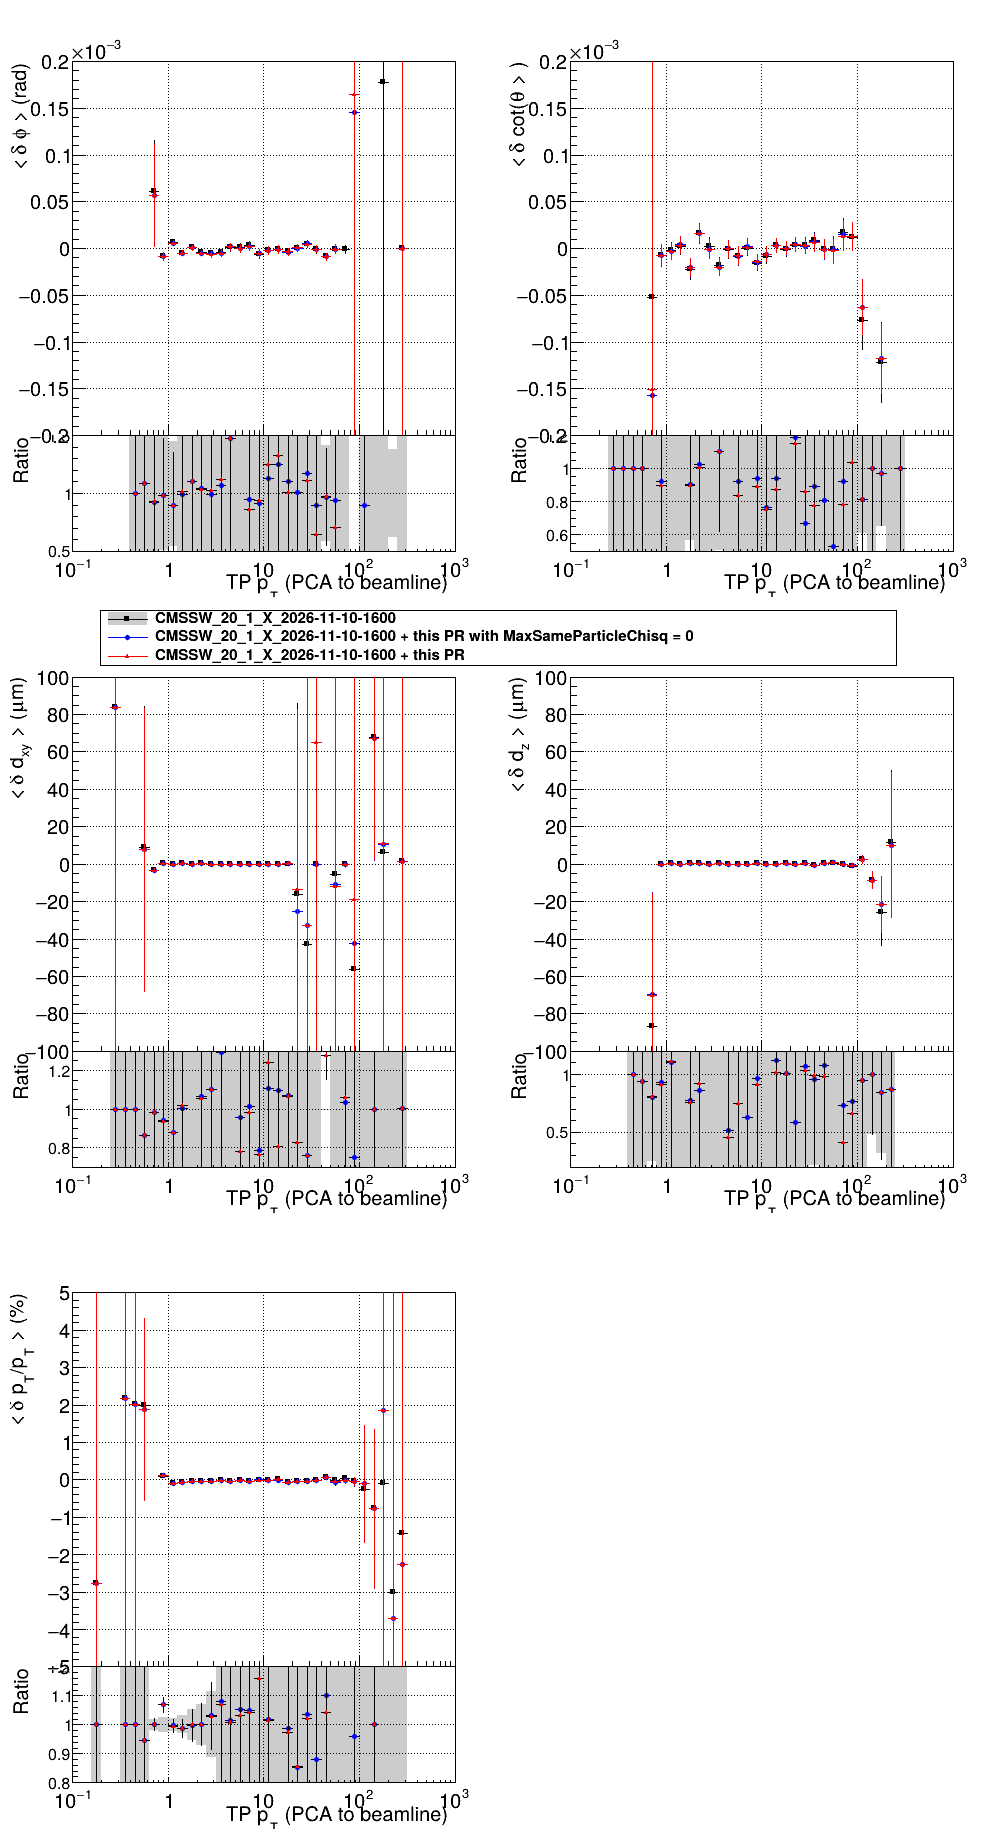 ×10⁻³
< δ φ > (rad)
0.2
0.15
0.1
0.05
0
−0.05
−0.1
−0.15
−0.2
Ratio
1
0.5
10⁻¹ 1 10 10² 10³
TP p_T (PCA to beamline)
×10⁻³
< δ cot(θ > )
0.2
0.15
0.1
0.05
0
−0.05
−0.1
−0.15
−0.2
Ratio
1
0.8
0.6
10⁻¹ 1 10 10² 10³
TP p_T (PCA to beamline)
CMSSW_20_1_X_2026-11-10-1600
CMSSW_20_1_X_2026-11-10-1600 + this PR with MaxSameParticleChisq = 0
CMSSW_20_1_X_2026-11-10-1600 + this PR
< δ d_xy > (μm)
100
80
60
40
20
0
−20
−40
−60
−80
−100
Ratio
1.2
1
0.8
10⁻¹ 1 10 10² 10³
TP p_T (PCA to beamline)
< δ d_z > (μm)
100
80
60
40
20
0
−20
−40
−60
−80
−100
Ratio
1
0.5
10⁻¹ 1 10 10² 10³
TP p_T (PCA to beamline)
< δ p_T/p_T > (%)
5
4
3
2
1
0
−1
−2
−3
−4
−5
Ratio
1.1
1
0.9
0.8
10⁻¹ 1 10 10² 10³
TP p_T (PCA to beamline)